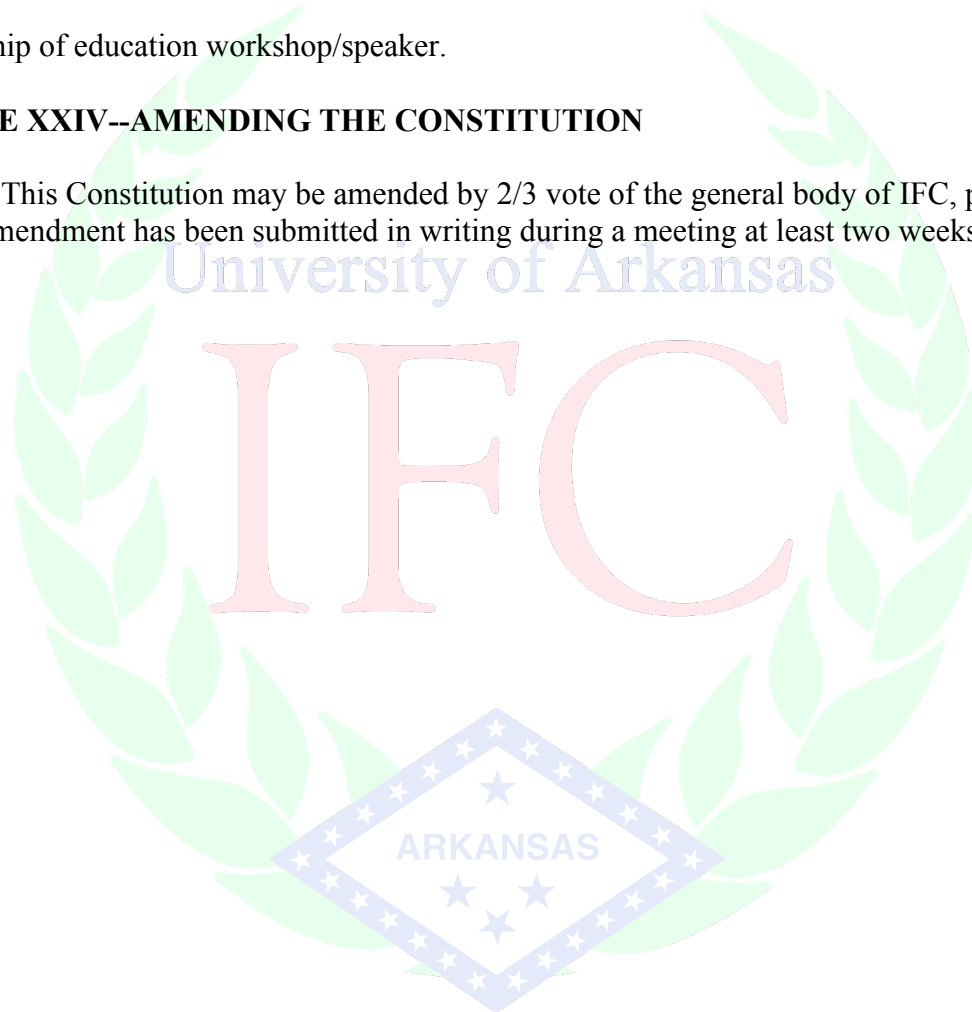 ip of education workshop/speaker.
E XXIV--AMENDING THE CONSTITUTION
This Constitution may be amended by 2/3 vote of the general body of IFC, p
mendment has been submitted in writing during a meeting at least two weeks
University of Arkansas
IFC
ARKANSAS